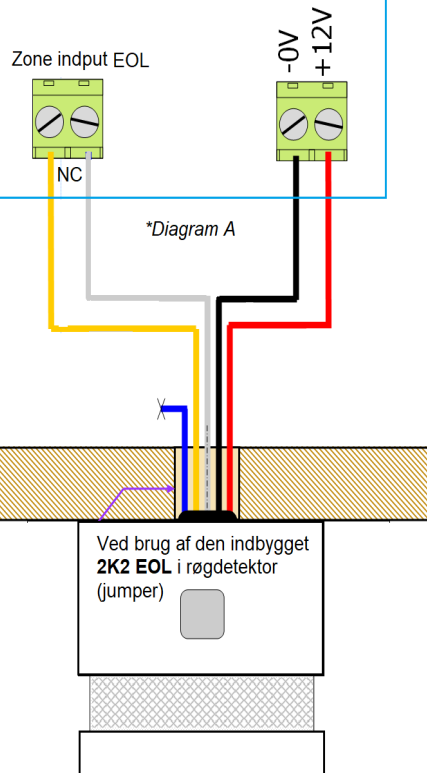 -0V
+12V
Zone indput EOL
NC
*Diagram A
Ved brug af den indbygget
2K2 EOL i røgdetektor
(jumper)